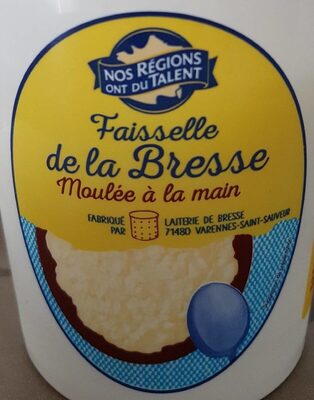 NOS RÉGIONS
ONT DU TALENT
Faisselle
de la Bresse
Moulée à la main
FABRIQUÉ
PAR
LAITERIE DE BRESSE
71480 VARENNES-SAINT-SAUVEUR